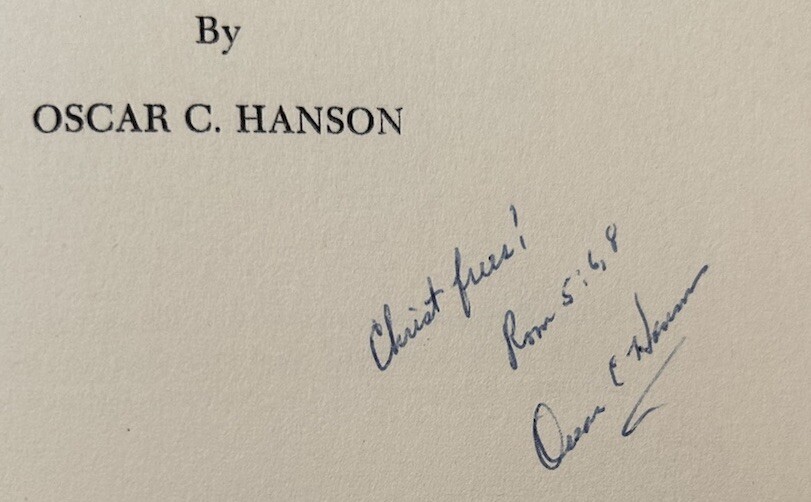 By
OSCAR C. HANSON
Christ frees!
Rom 5:6,8
Oscar C Hanson